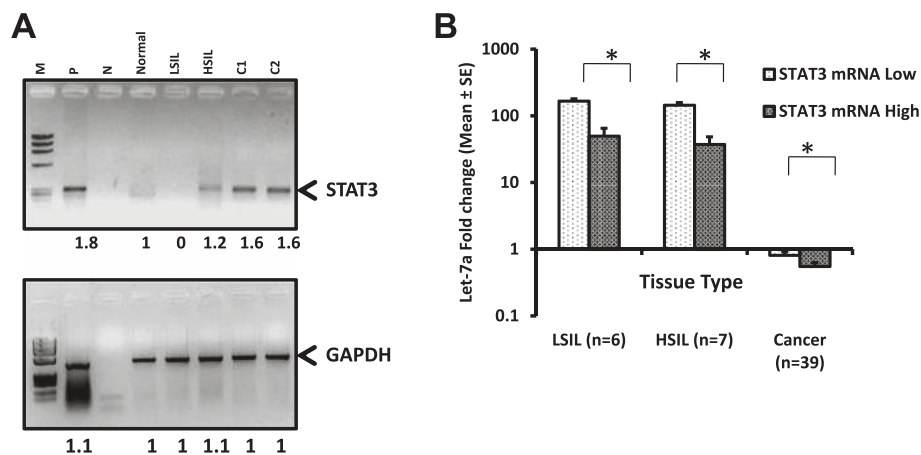 A
M P N Normal LSIL HSIL C1 C2
STAT3
1.8 1 0 1.2 1.6 1.6
GAPDH
1.1 1 1 1.1 1 1
B
Let-7a Fold change (Mean ± SE)
1000
100
10
1
0.1
* * *
STAT3 mRNA Low
STAT3 mRNA High
Tissue Type
LSIL (n=6) HSIL (n=7) Cancer
(n=39)